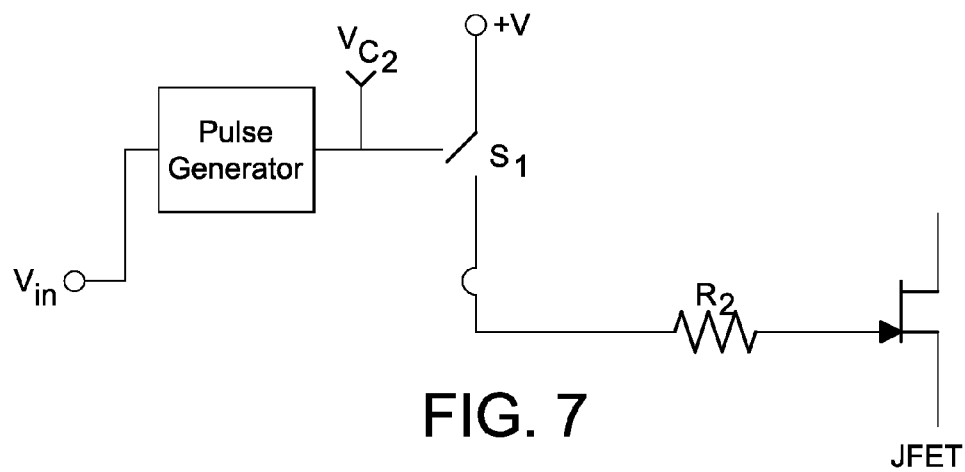 +V
VC2
Pulse
Generator
S1
Vin
R2
FIG. 7
JFET